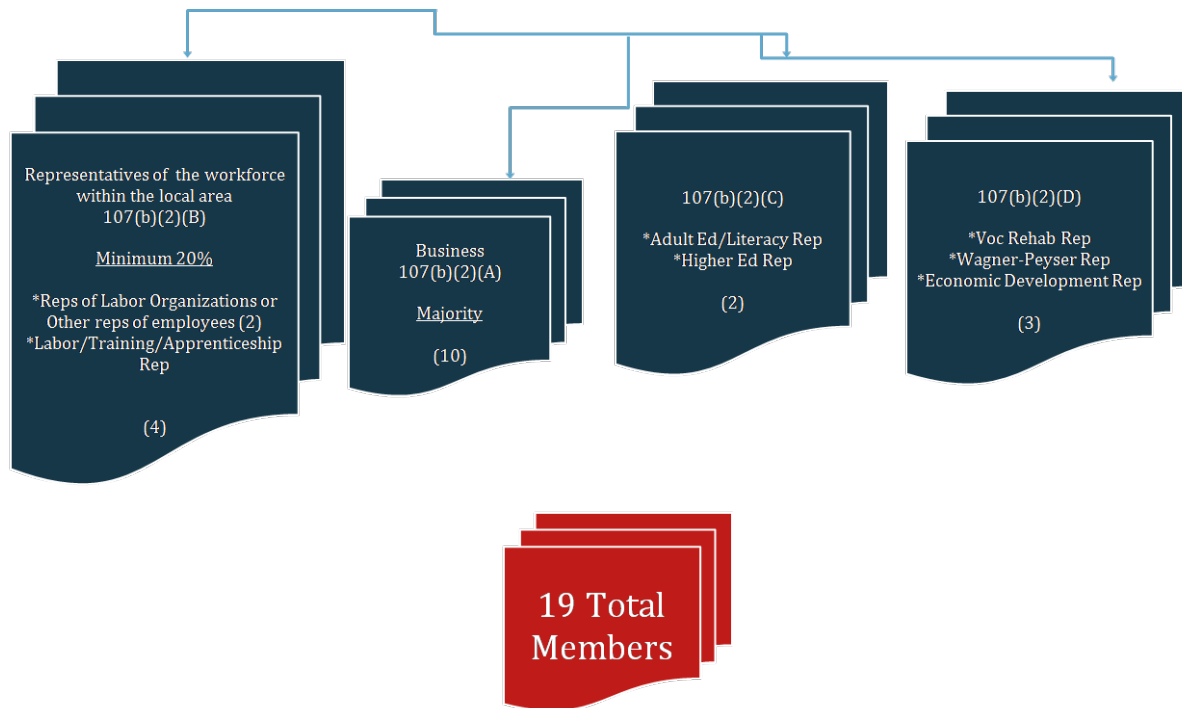 Representatives of the workforce
within the local area
107(b)(2)(B)
Minimum 20%
*Reps of Labor Organizations or
Other reps of employees (2)
*Labor/Training/Apprenticeship
Rep
(4)
Business
107(b)(2)(A)
Majority
(10)
107(b)(2)(C)
*Adult Ed/Literacy Rep
*Higher Ed Rep
(2)
107(b)(2)(D)
*Voc Rehab Rep
*Wagner-Peyser Rep
*Economic Development Rep
(3)
19 Total
Members